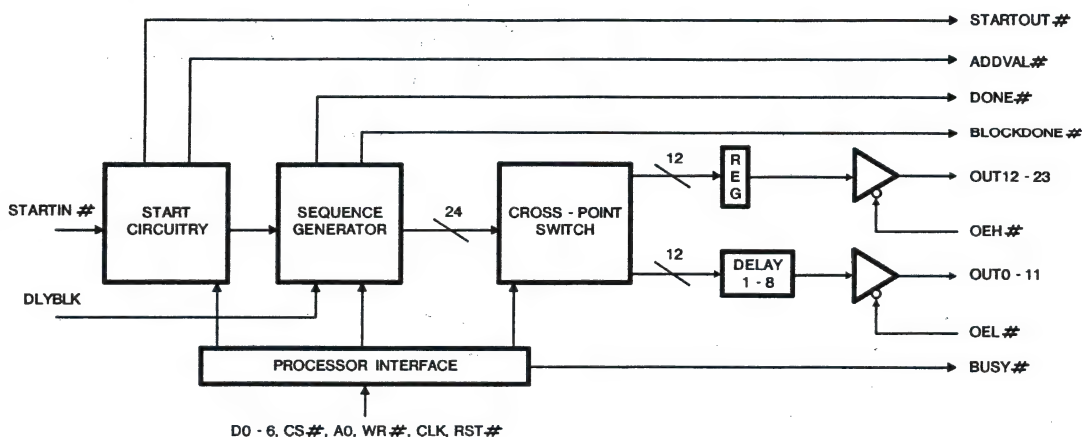 STARTOUT#
ADDVAL#
DONE#
BLOCKDONE#
12
REG
OUT12 - 23
STARTIN #
START
CIRCUITRY
SEQUENCE
GENERATOR
24
CROSS - POINT
SWITCH
OEH#
12
DELAY
1 - 8
OUT0 - 11
DLYBLK
OEL#
PROCESSOR INTERFACE
BUSY#
D0 - 6, CS#, A0, WR#, CLK, RST#